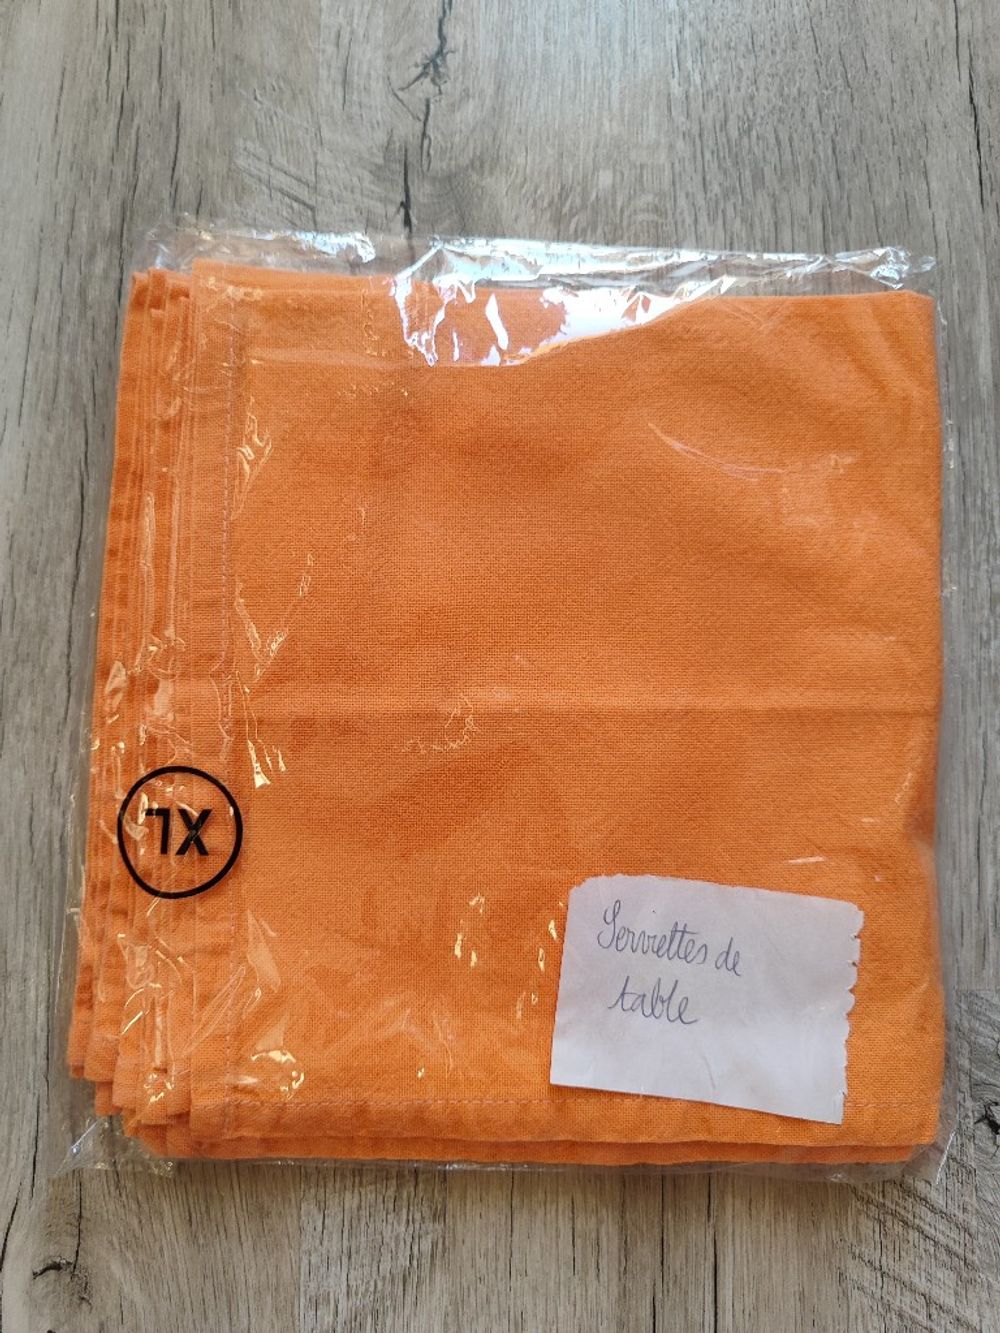 XL
Serviettes de
table